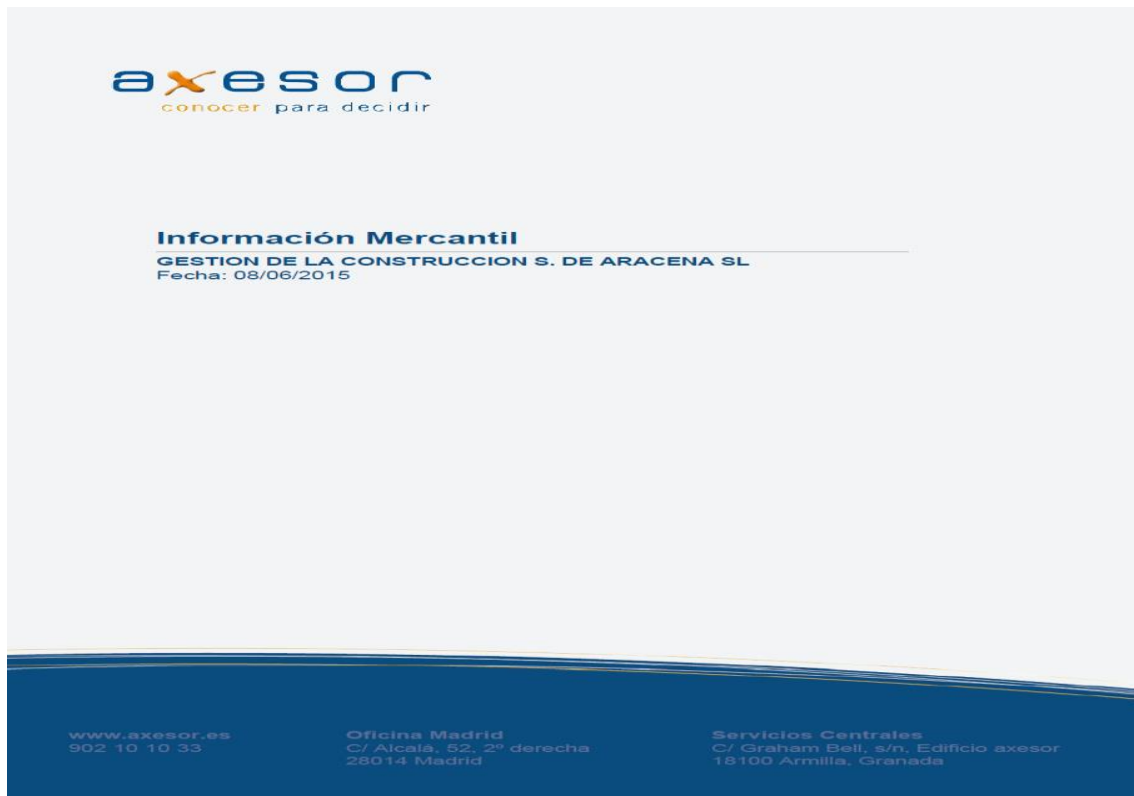 axesor
conocer para decidir
Información Mercantil
GESTION DE LA CONSTRUCCION S. DE ARACENA SL
Fecha: 08/06/2015
www.axesor.es
902 10 10 33
Oficina Madrid
C/ Alcalá, 52, 2º derecha
28014 Madrid
Servicios Centrales
C/ Graham Bell, s/n, Edificio axesor
18100 Armilla, Granada